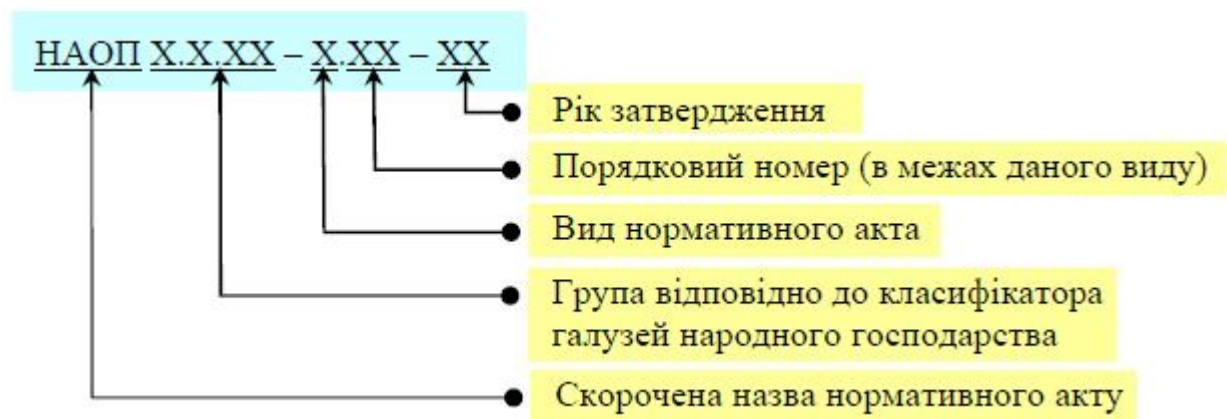 НАОП Х.Х.ХХ – Х.ХХ – ХХ
Рік затвердження
Порядковий номер (в межах даного виду)
Вид нормативного акта
Група відповідно до класифікатора
галузей народного господарства
Скорочена назва нормативного акту